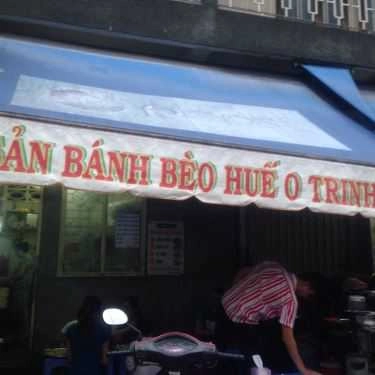 ẢN BÁNH BÈO HUẾ O TRINH